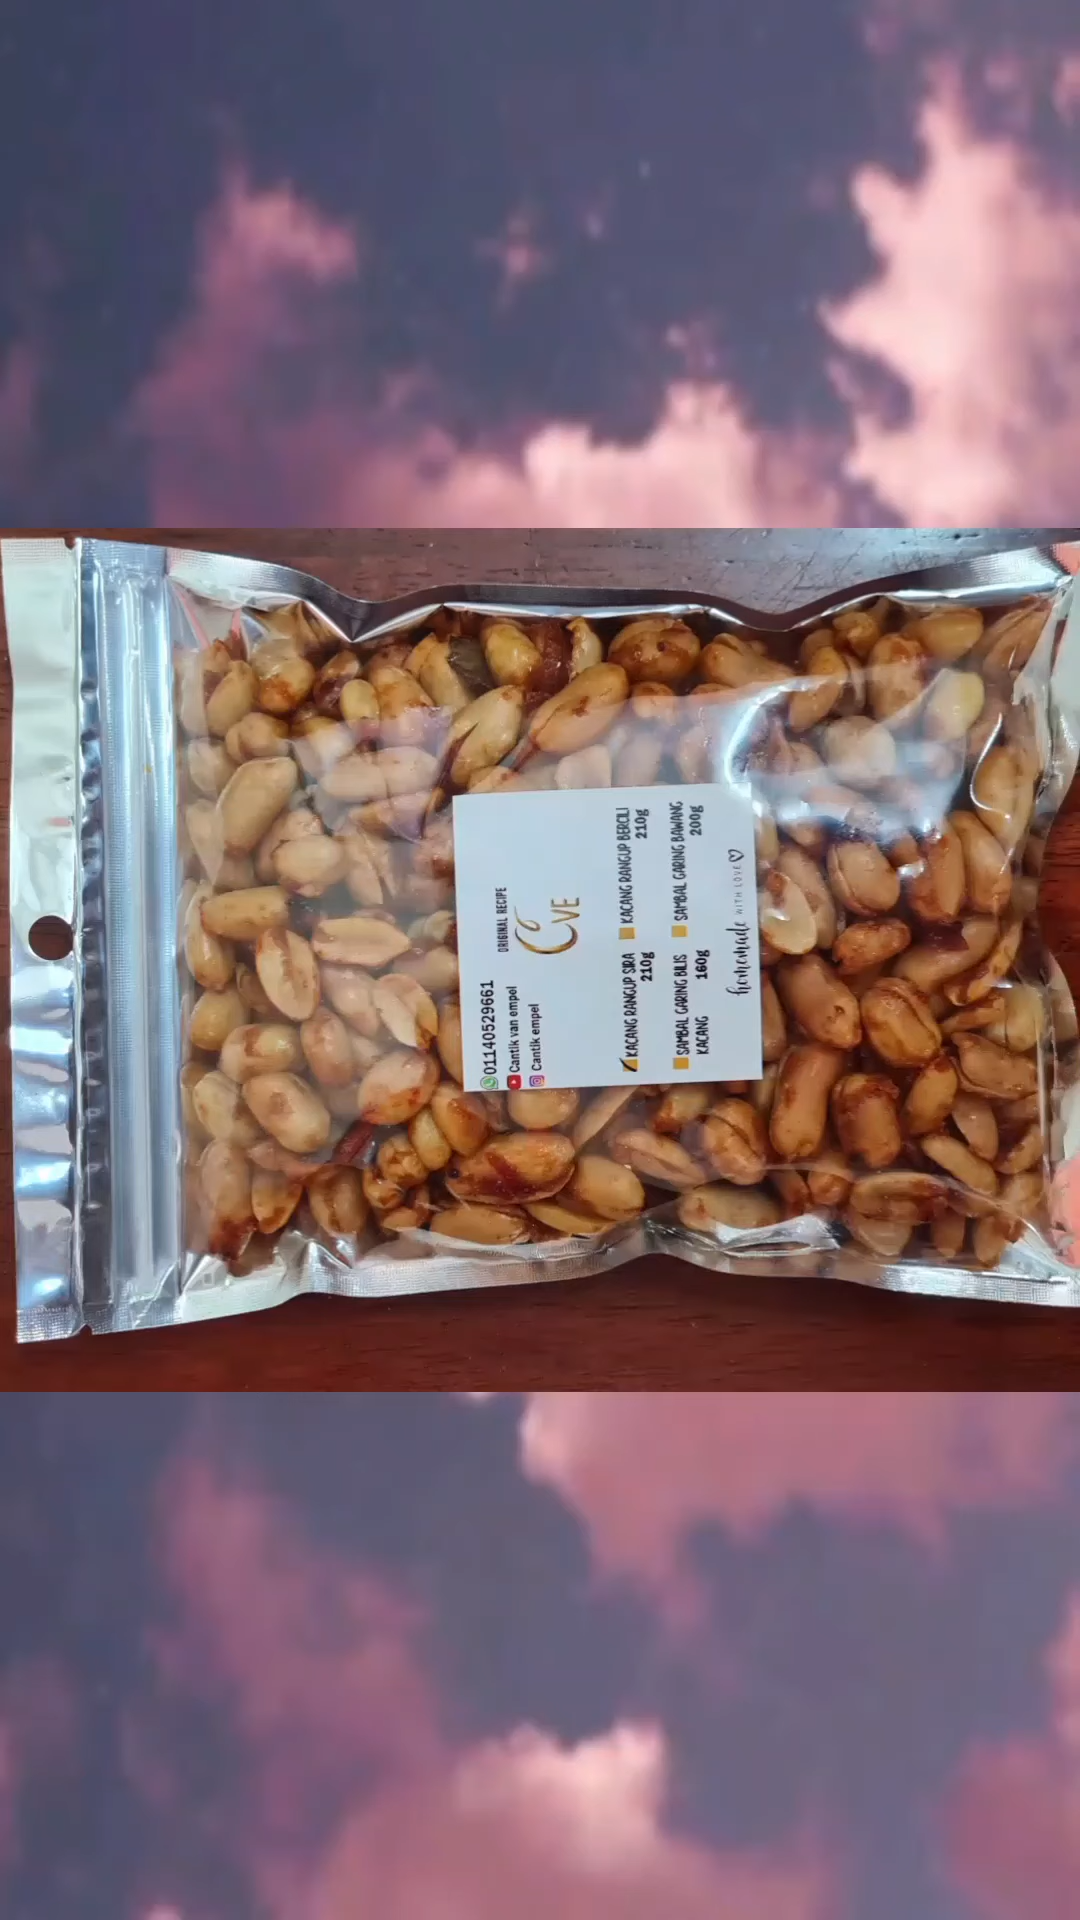 01140529661
Cantik van empel
Cantik empel
ORIGINAL RECIPE
CVE
KACANG RANGUP SIRA
210g
KACANG RANGUP BERCILI
210g
SAMBAL GARING BILIS
KACANG 160g
SAMBAL GARING BAWANG
200g
homemade WITH LOVE